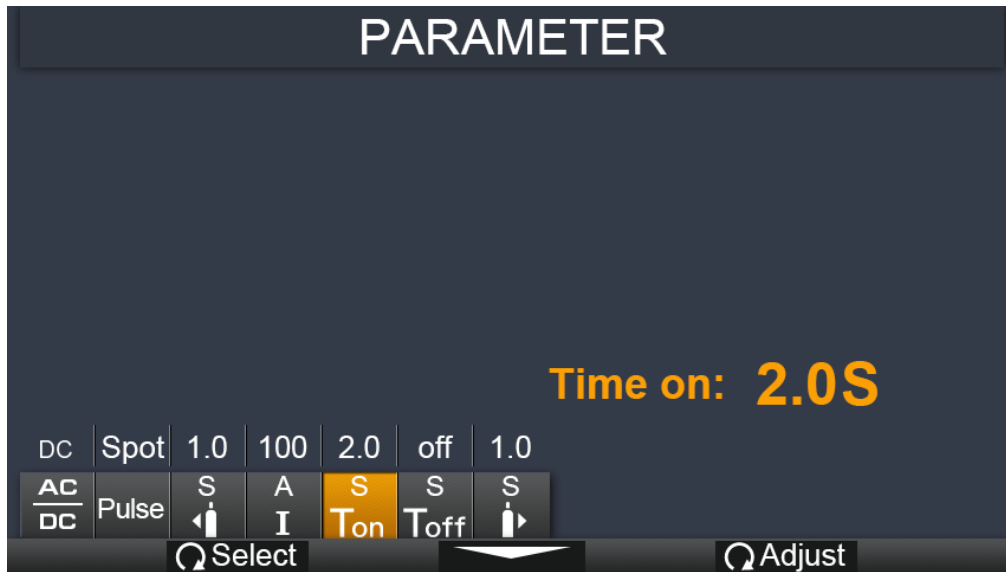 PARAMETER
Time on: 2.0S
DC Spot 1.0 100 2.0 off 1.0
AC S A S S S
DC Pulse I Ton Toff
Select Adjust